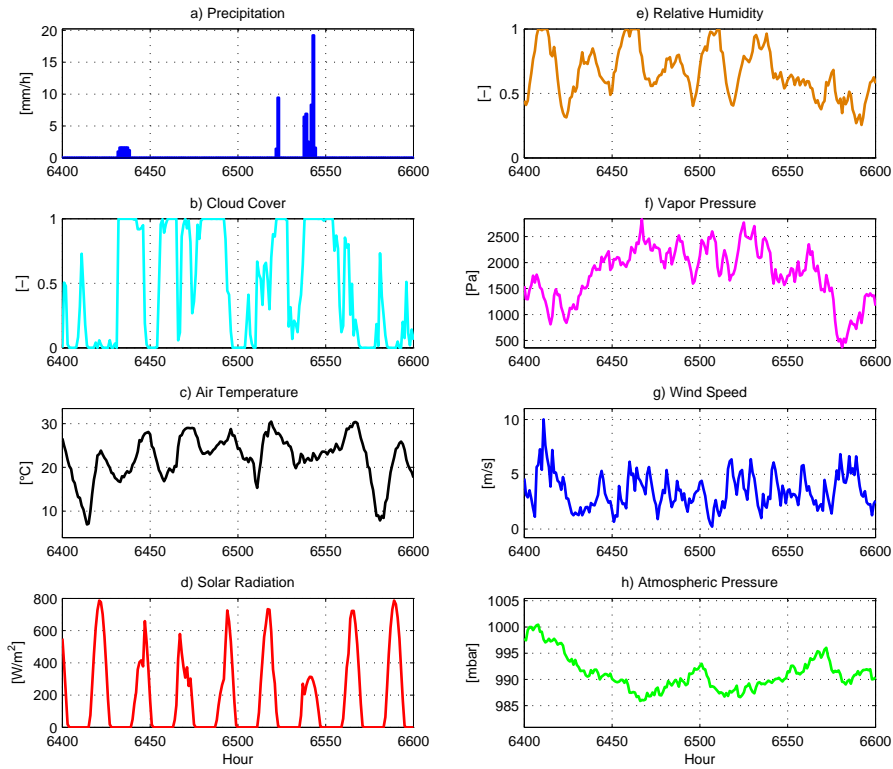 a) Precipitation
20
15
10
5
0
[mm/h]
6400 6450 6500 6550 6600
b) Cloud Cover
1
0.5
0
[−]
6400 6450 6500 6550 6600
c) Air Temperature
30
20
10
[°C]
6400 6450 6500 6550 6600
d) Solar Radiation
800
600
400
200
0
[W/m²]
6400 6450 6500 6550 6600
Hour
e) Relative Humidity
1
0.5
0
[−]
6400 6450 6500 6550 6600
f) Vapor Pressure
2500
2000
1500
1000
500
[Pa]
6400 6450 6500 6550 6600
g) Wind Speed
10
5
0
[m/s]
6400 6450 6500 6550 6600
h) Atmospheric Pressure
1005
1000
995
990
985
[mbar]
6400 6450 6500 6550 6600
Hour